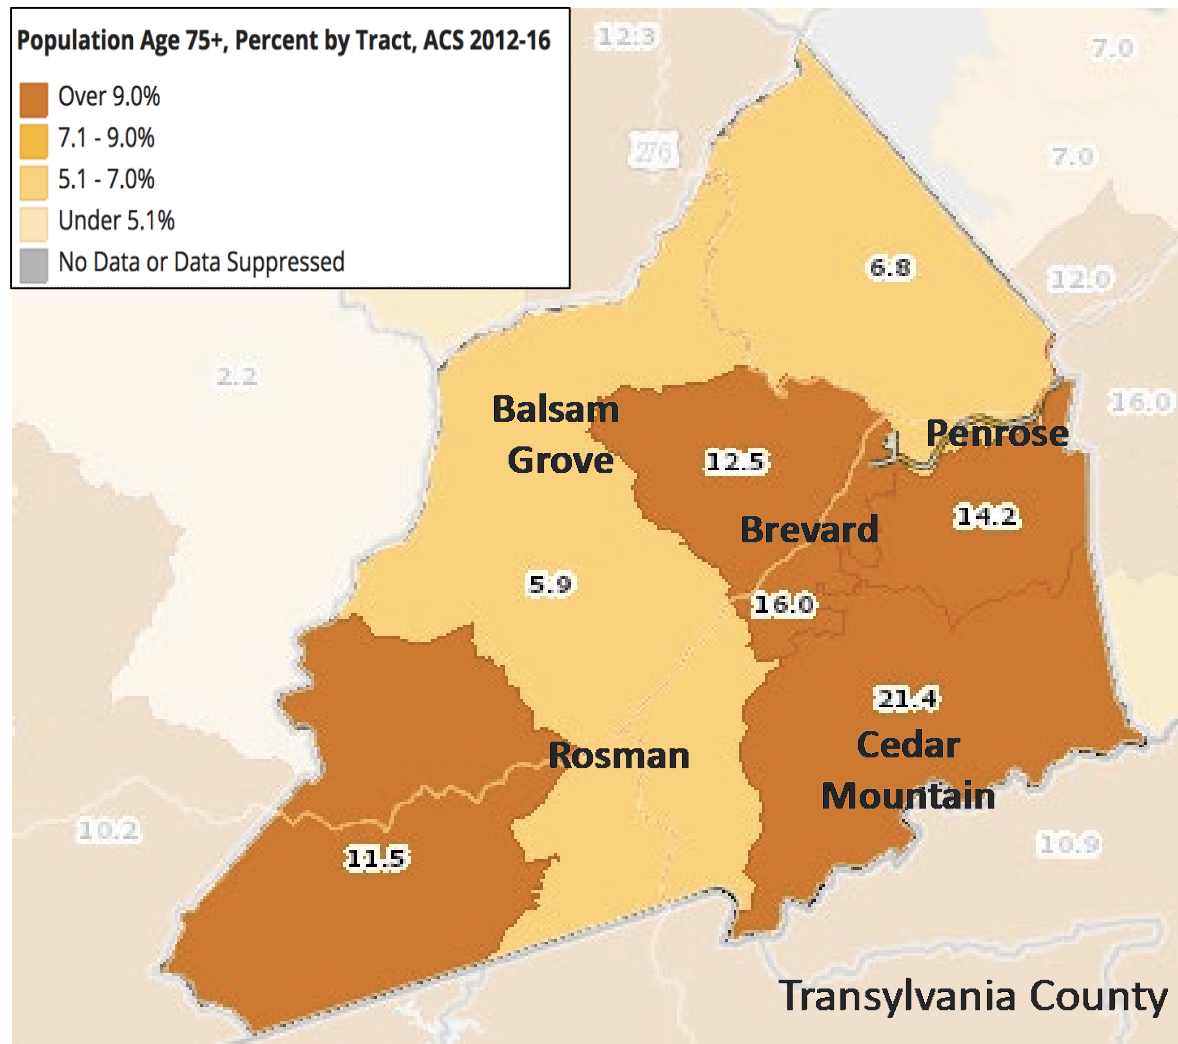 Population Age 75+, Percent by Tract, ACS 2012-16
Over 9.0%
7.1 - 9.0%
5.1 - 7.0%
Under 5.1%
No Data or Data Suppressed
12.3
7.0
276
7.0
6.8
12.0
2.2
16.0
Balsam
Grove
Penrose
12.5
14.2
Brevard
5.9
16.0
21.4
Cedar
Mountain
Rosman
10.2
11.5
10.9
Transylvania County